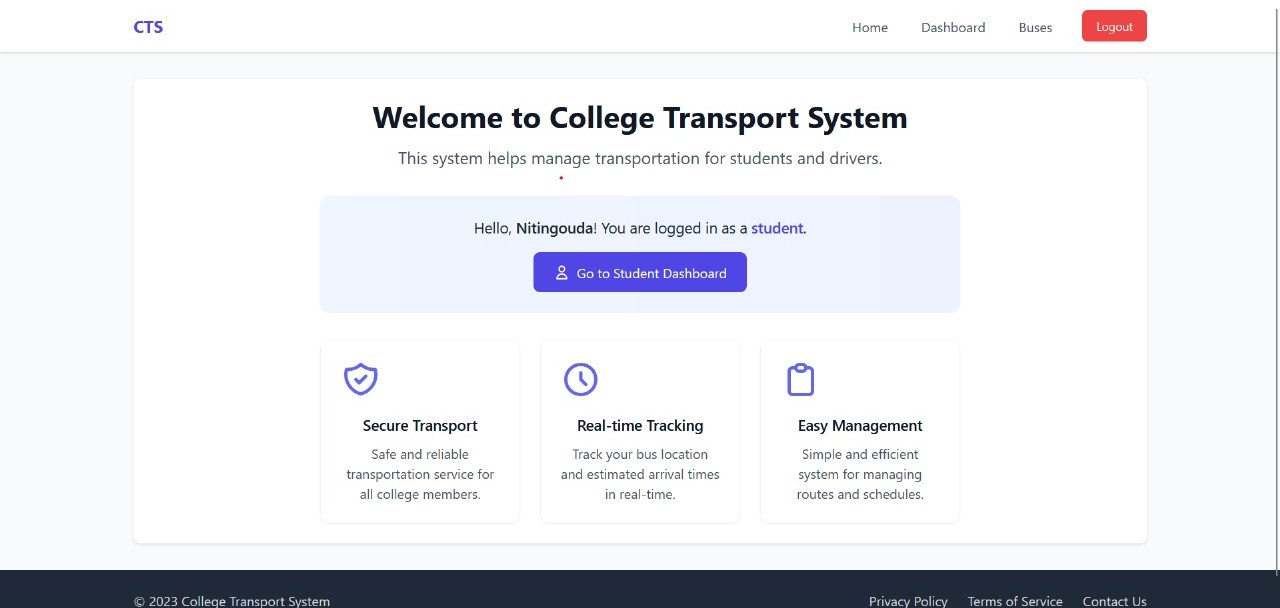 CTS
Home Dashboard Buses Logout
Welcome to College Transport System
This system helps manage transportation for students and drivers.
Hello, Nitingouda! You are logged in as a student.
Go to Student Dashboard
Secure Transport
Safe and reliable
transportation service for
all college members.
Real-time Tracking
Track your bus location
and estimated arrival times
in real-time.
Easy Management
Simple and efficient
system for managing
routes and schedules.
© 2023 College Transport System
Privacy Policy Terms of Service Contact Us